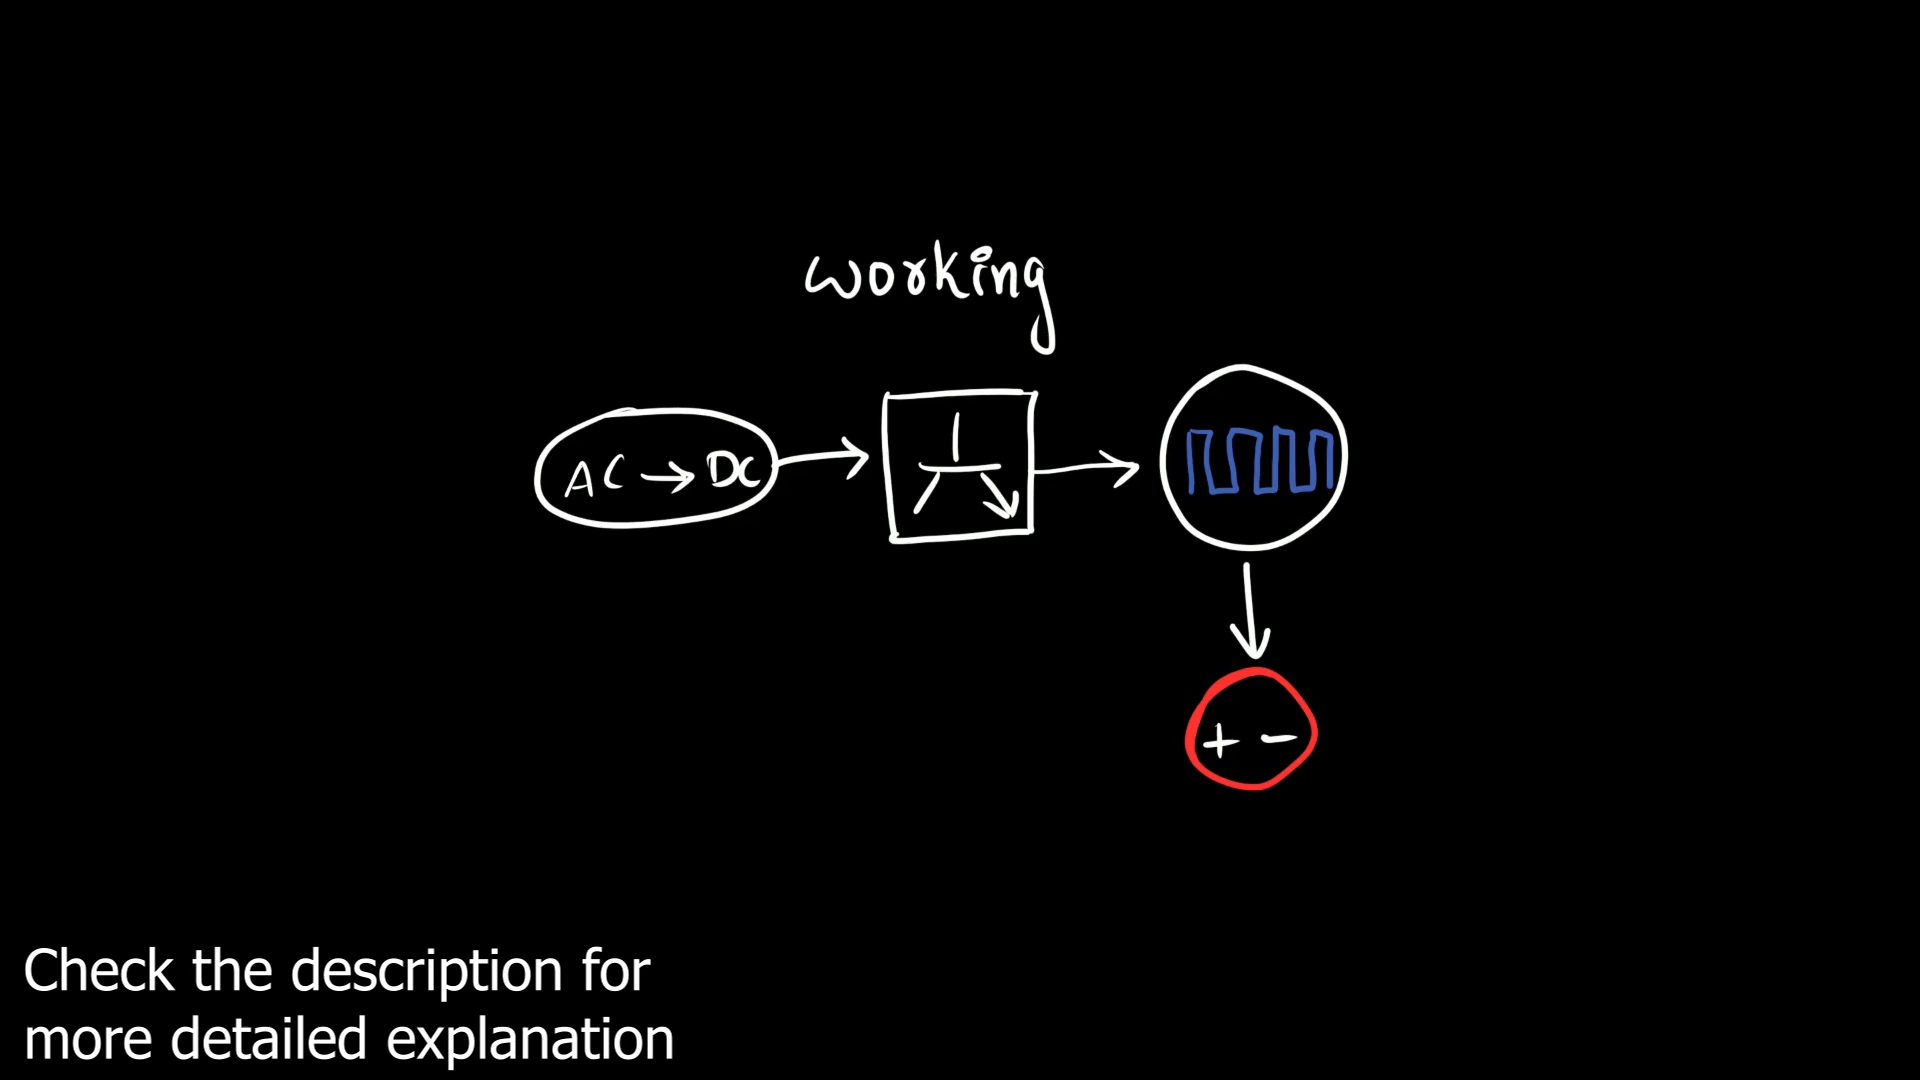 working
AC → DC
+ -
Check the description for
more detailed explanation